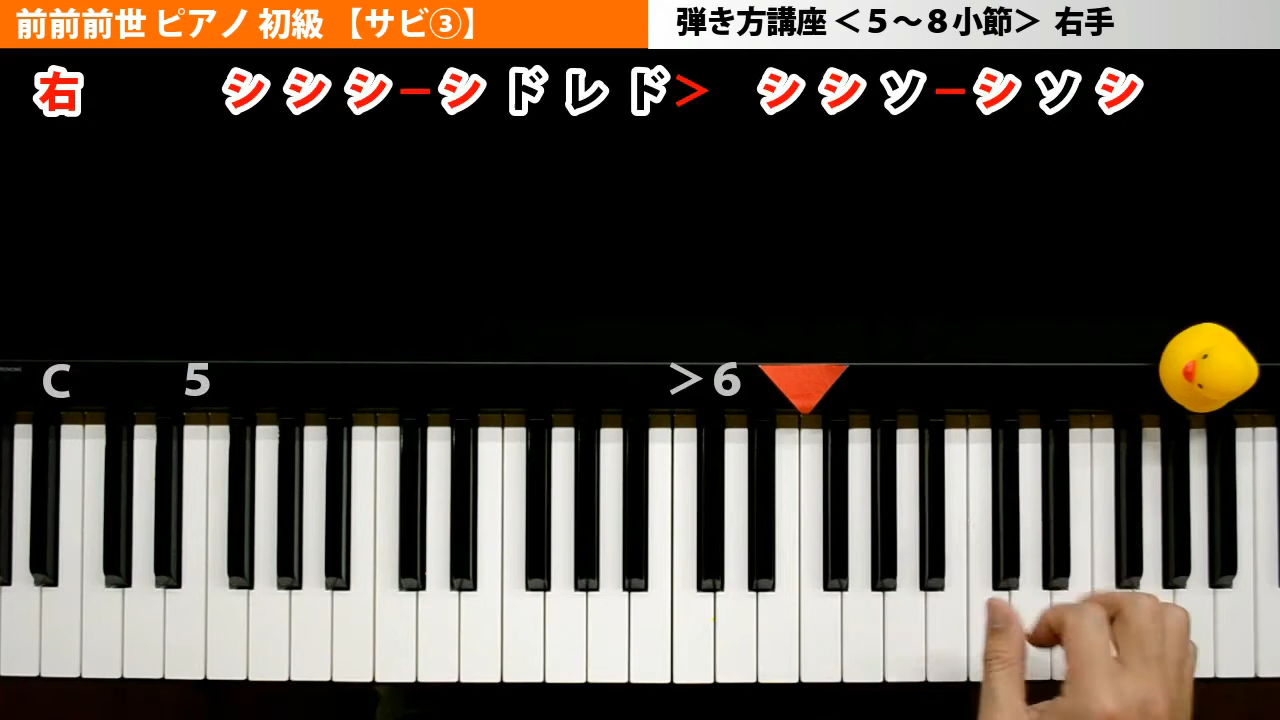 前前前世 ピアノ 初級 【サビ③】
弾き方講座 ＜５～８小節＞ 右手
右 シ シ シ ー シ ド レ ド ＞ シ シ ソ ー シ ソ シ
C 5 ＞6